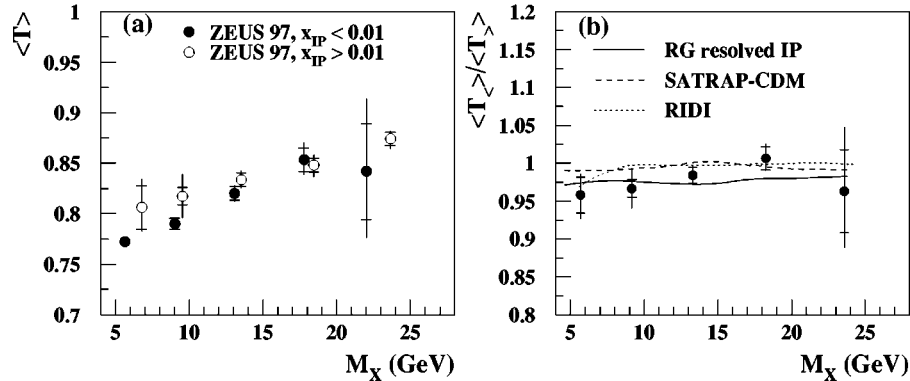 (a)
ZEUS 97, x_IP < 0.01
ZEUS 97, x_IP > 0.01
<T>
1
0.95
0.9
0.85
0.8
0.75
0.7
5 10 15 20 25
M_X (GeV)
(b)
RG resolved IP
SATRAP-CDM
RIDI
<T_<>/<T_>>
1.2
1.15
1.1
1.05
1
0.95
0.9
0.85
0.8
5 10 15 20 25
M_X (GeV)